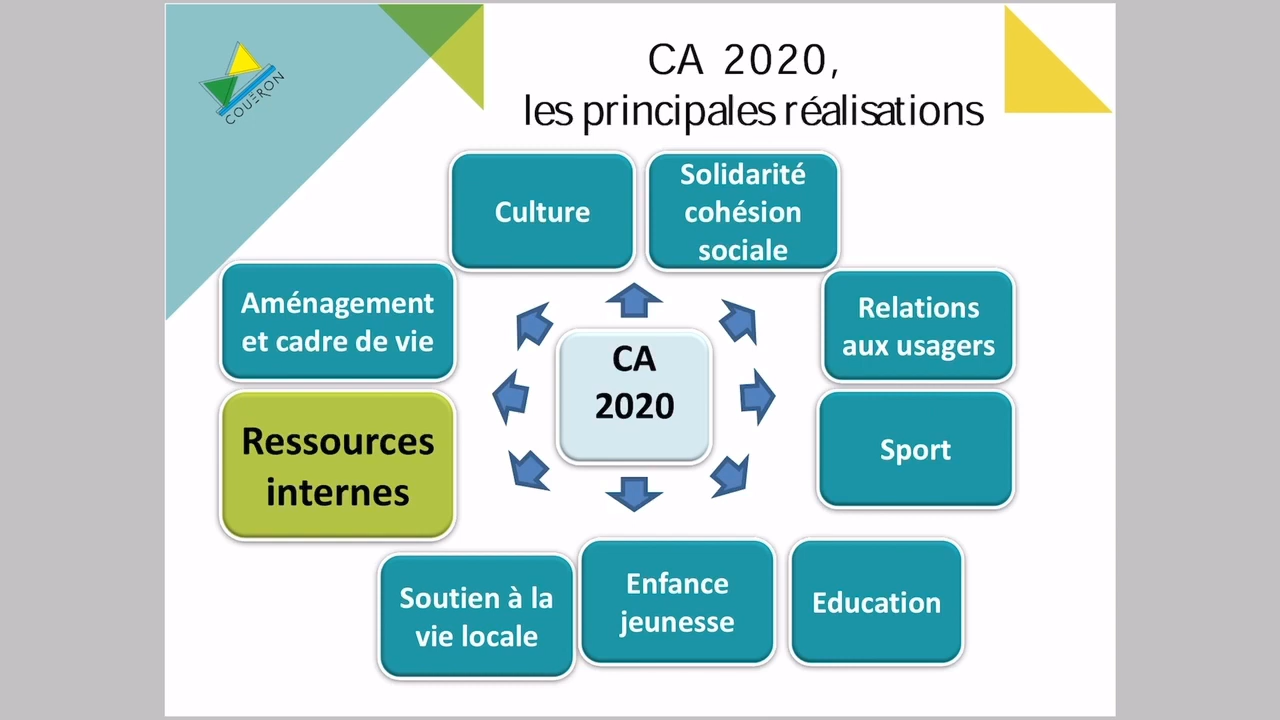 COUËRON
CA 2020,
les principales réalisations
Culture
Solidarité
cohésion
sociale
Aménagement
et cadre de vie
Relations
aux usagers
CA
2020
Ressources
internes
Sport
Soutien à la
vie locale
Enfance
jeunesse
Education